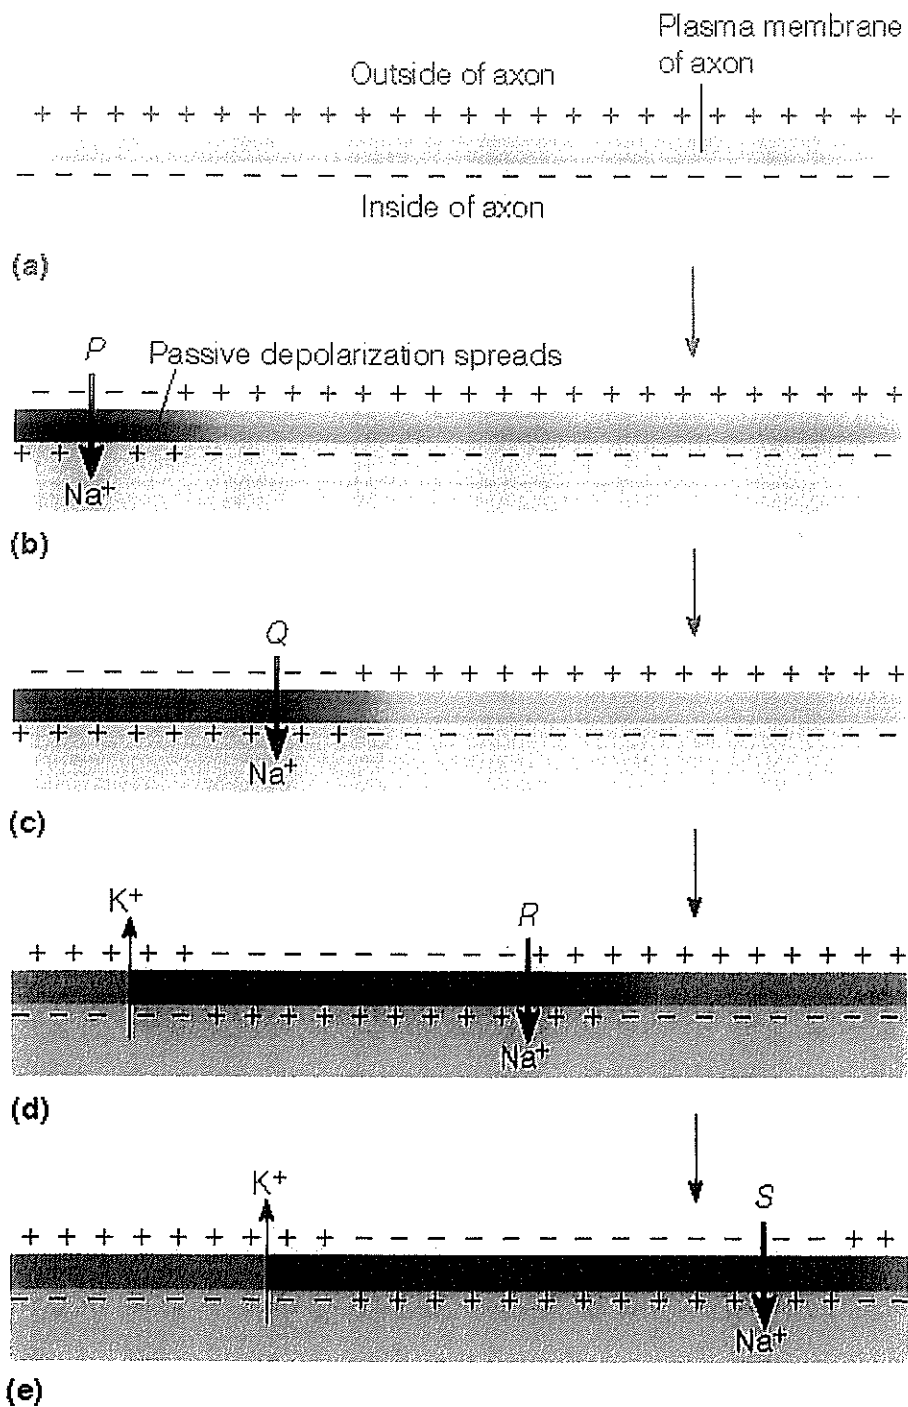 Plasma membrane
of axon
Outside of axon
+ + + + + + + + + + + + + + + + + + + + + + + +
− − − − − − − − − − − − − − − − − − − − − − − −
Inside of axon
(a)
P
Passive depolarization spreads
− − − − + + + + + + + + + + + + + + + + + + + +
+ + + + + − − − − − − − − − − − − − − − − − − −
Na+
(b)
Q
− − − − − − − − − + + + + + + + + + + + + + + +
+ + + + + + + + + − − − − − − − − − − − − − − −
Na+
(c)
K+
R
+ + + + + − − − − − − − − − + + + + + + + + + +
− − − − − + + + + + + + + + + + − − − − − − − −
Na+
(d)
K+
S
+ + + + + + + + + − − − − − − − − − − − − − + +
− − − − − − − − − + + + + + + + + + + + + + − −
Na+
(e)